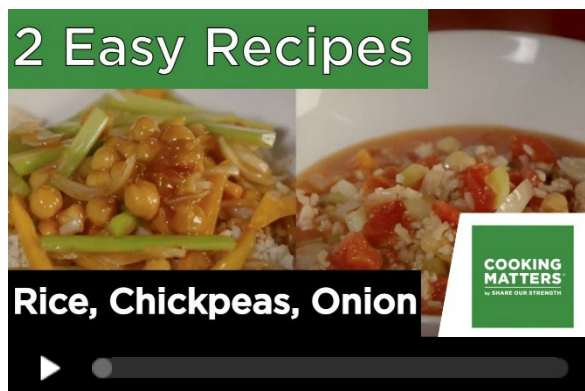 2 Easy Recipes
Rice, Chickpeas, Onion
COOKING
MATTERS
by SHARE OUR STRENGTH